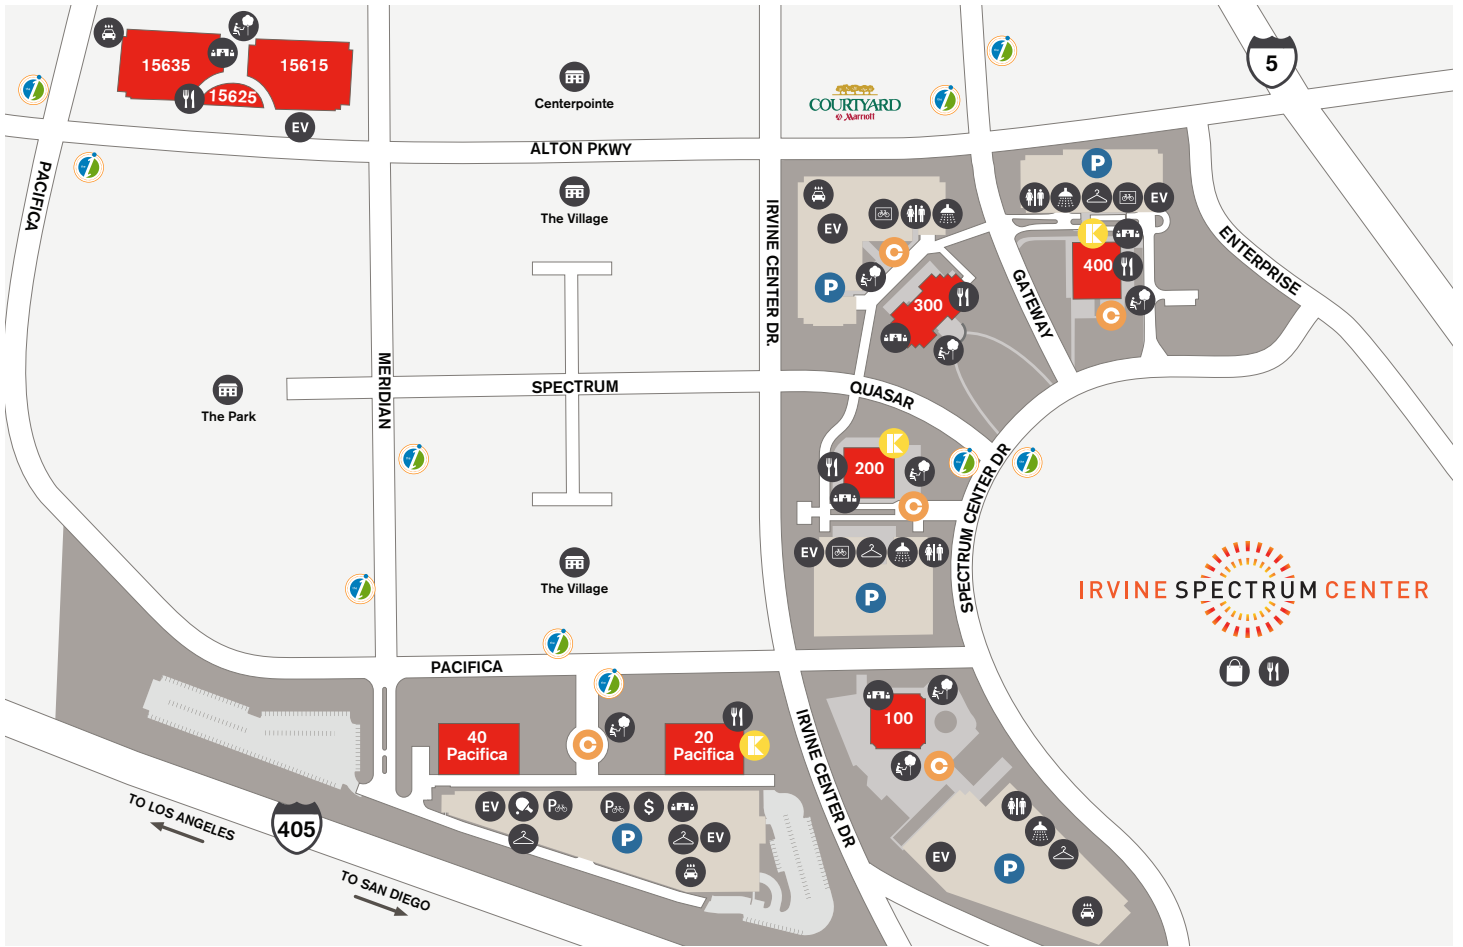 15635
15615
15625
EV
Centerpointe
COURTYARD
Marriott
5
ALTON PKWY
PACIFICA
The Village
IRVINE CENTER DR.
EV
C
P
300
P
EV
K
400
C
GATEWAY
ENTERPRISE
MERIDIAN
SPECTRUM
QUASAR
The Park
K
200
C
SPECTRUM CENTER DR
EV
P
The Village
IRVINE SPECTRUM CENTER
PACIFICA
40
Pacifica
C
20
Pacifica
K
IRVINE CENTER DR
100
C
EV
P
P
$
P
EV
EV
P
405
TO LOS ANGELES
TO SAN DIEGO